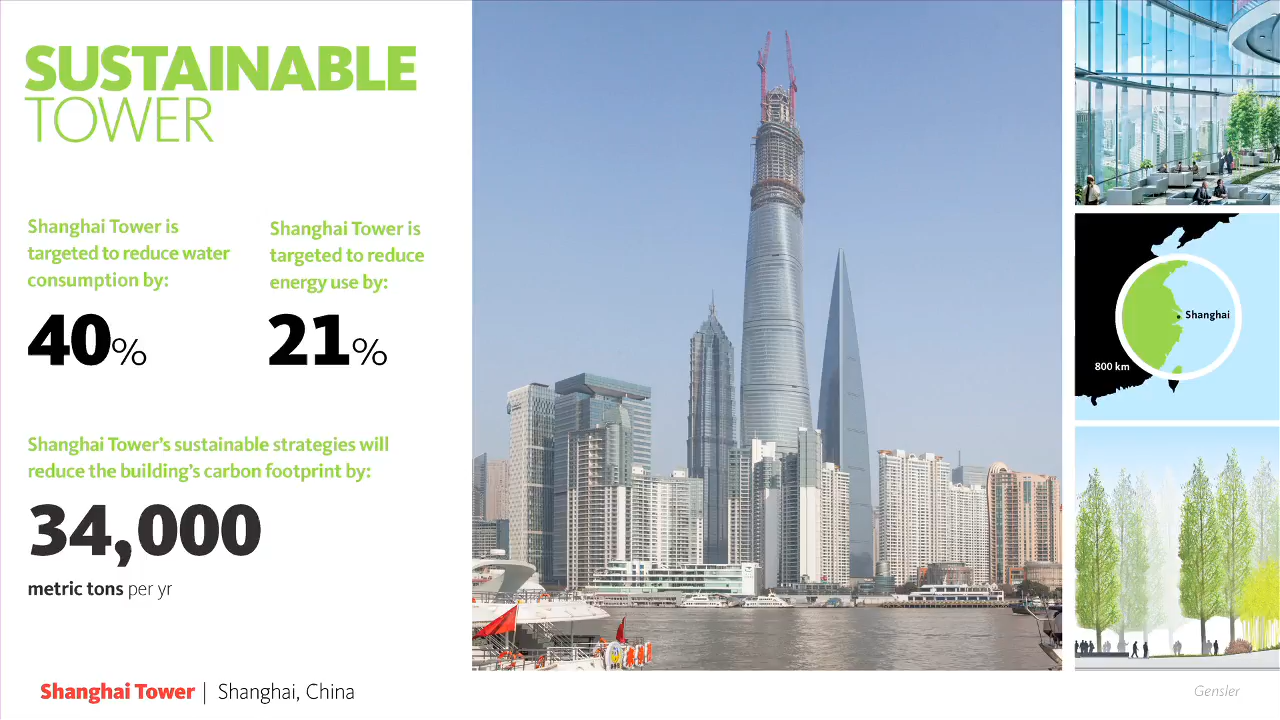 SUSTAINABLE
TOWER
Shanghai Tower is
targeted to reduce water
consumption by:
40%
Shanghai Tower is
targeted to reduce
energy use by:
21%
Shanghai Tower's sustainable strategies will
reduce the building's carbon footprint by:
34,000
metric tons per yr
Shanghai Tower | Shanghai, China
Shanghai
800 km
Gensler